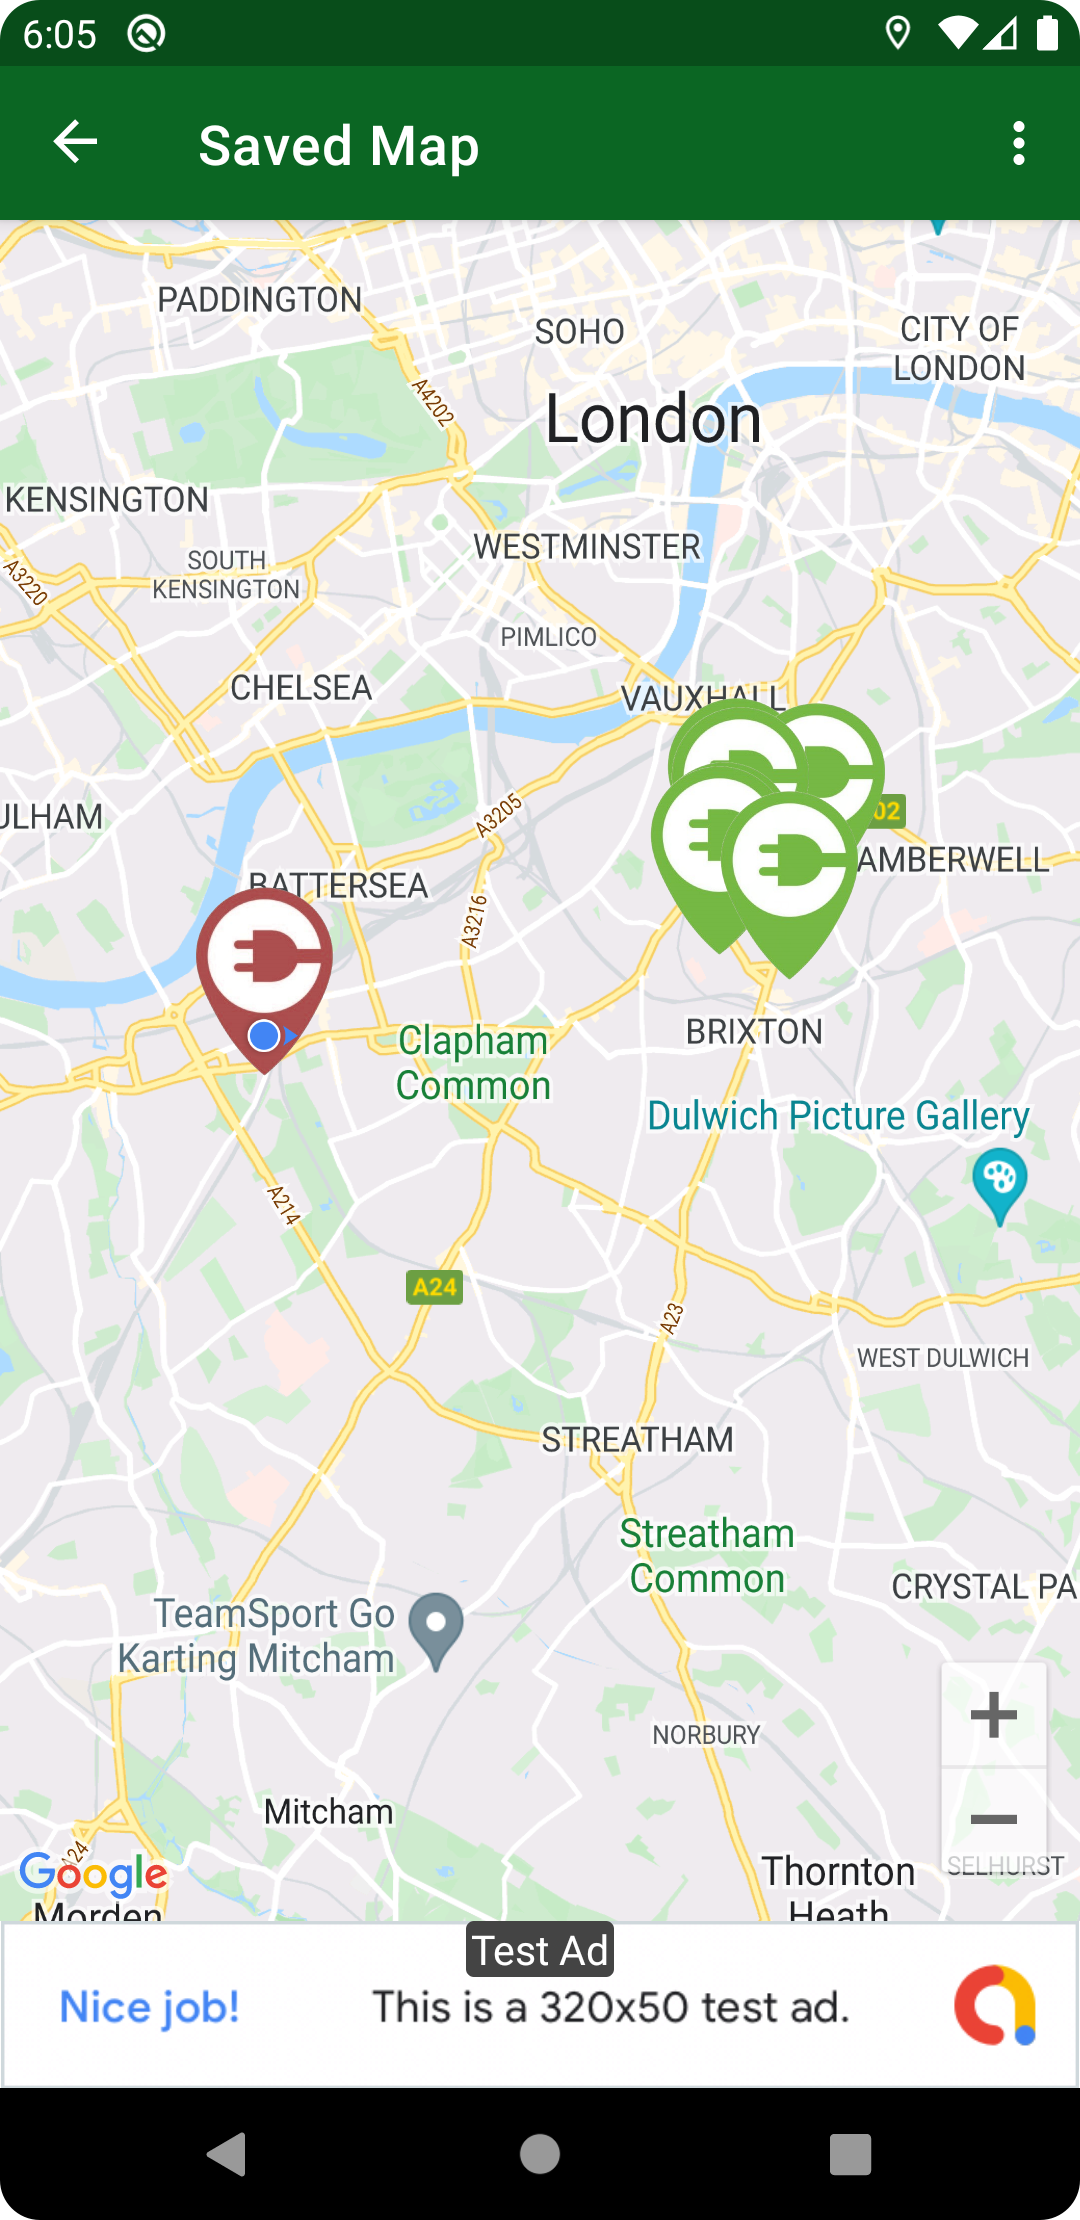 6:05
Saved Map
PADDINGTON
SOHO
CITY OF
LONDON
A4202
London
KENSINGTON
WESTMINSTER
SOUTH
KENSINGTON
A3220
PIMLICO
CHELSEA
VAUXHALL
ULHAM
A3205
02
AMBERWELL
BATTERSEA
A3216
BRIXTON
Clapham
Common
Dulwich Picture Gallery
A214
A24
A23
WEST DULWICH
STREATHAM
Streatham
Common
CRYSTAL PA
TeamSport Go
Karting Mitcham
NORBURY
Mitcham
A24
Google
Thornton
Heath
SELHURST
Morden
Test Ad
Nice job!
This is a 320x50 test ad.